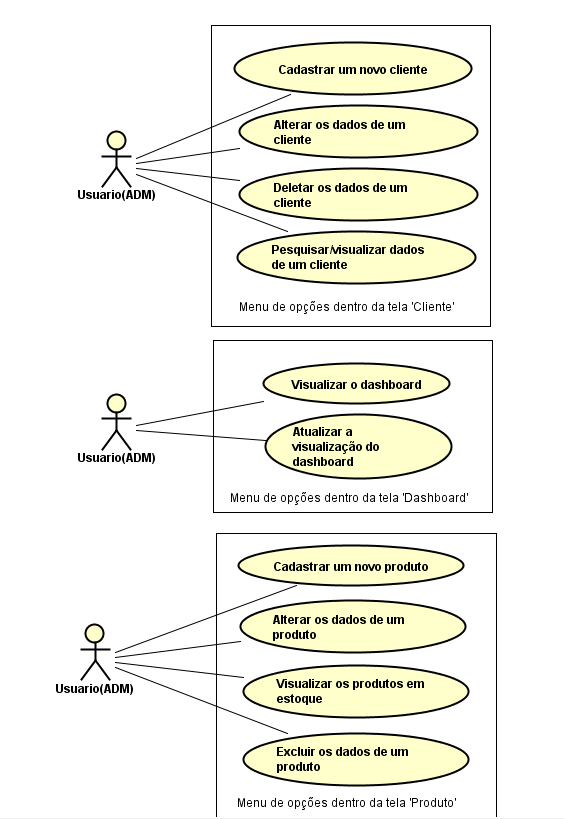 Cadastrar um novo cliente
Alterar os dados de um
cliente
Usuario(ADM)
Deletar os dados de um
cliente
Pesquisar/visualizar dados
de um cliente
Menu de opções dentro da tela 'Cliente'
Visualizar o dashboard
Usuario(ADM)
Atualizar a
visualização do
dashboard
Menu de opções dentro da tela 'Dashboard'
Cadastrar um novo produto
Alterar os dados de um
produto
Usuario(ADM)
Visualizar os produtos em
estoque
Excluir os dados de um
produto
Menu de opções dentro da tela 'Produto'